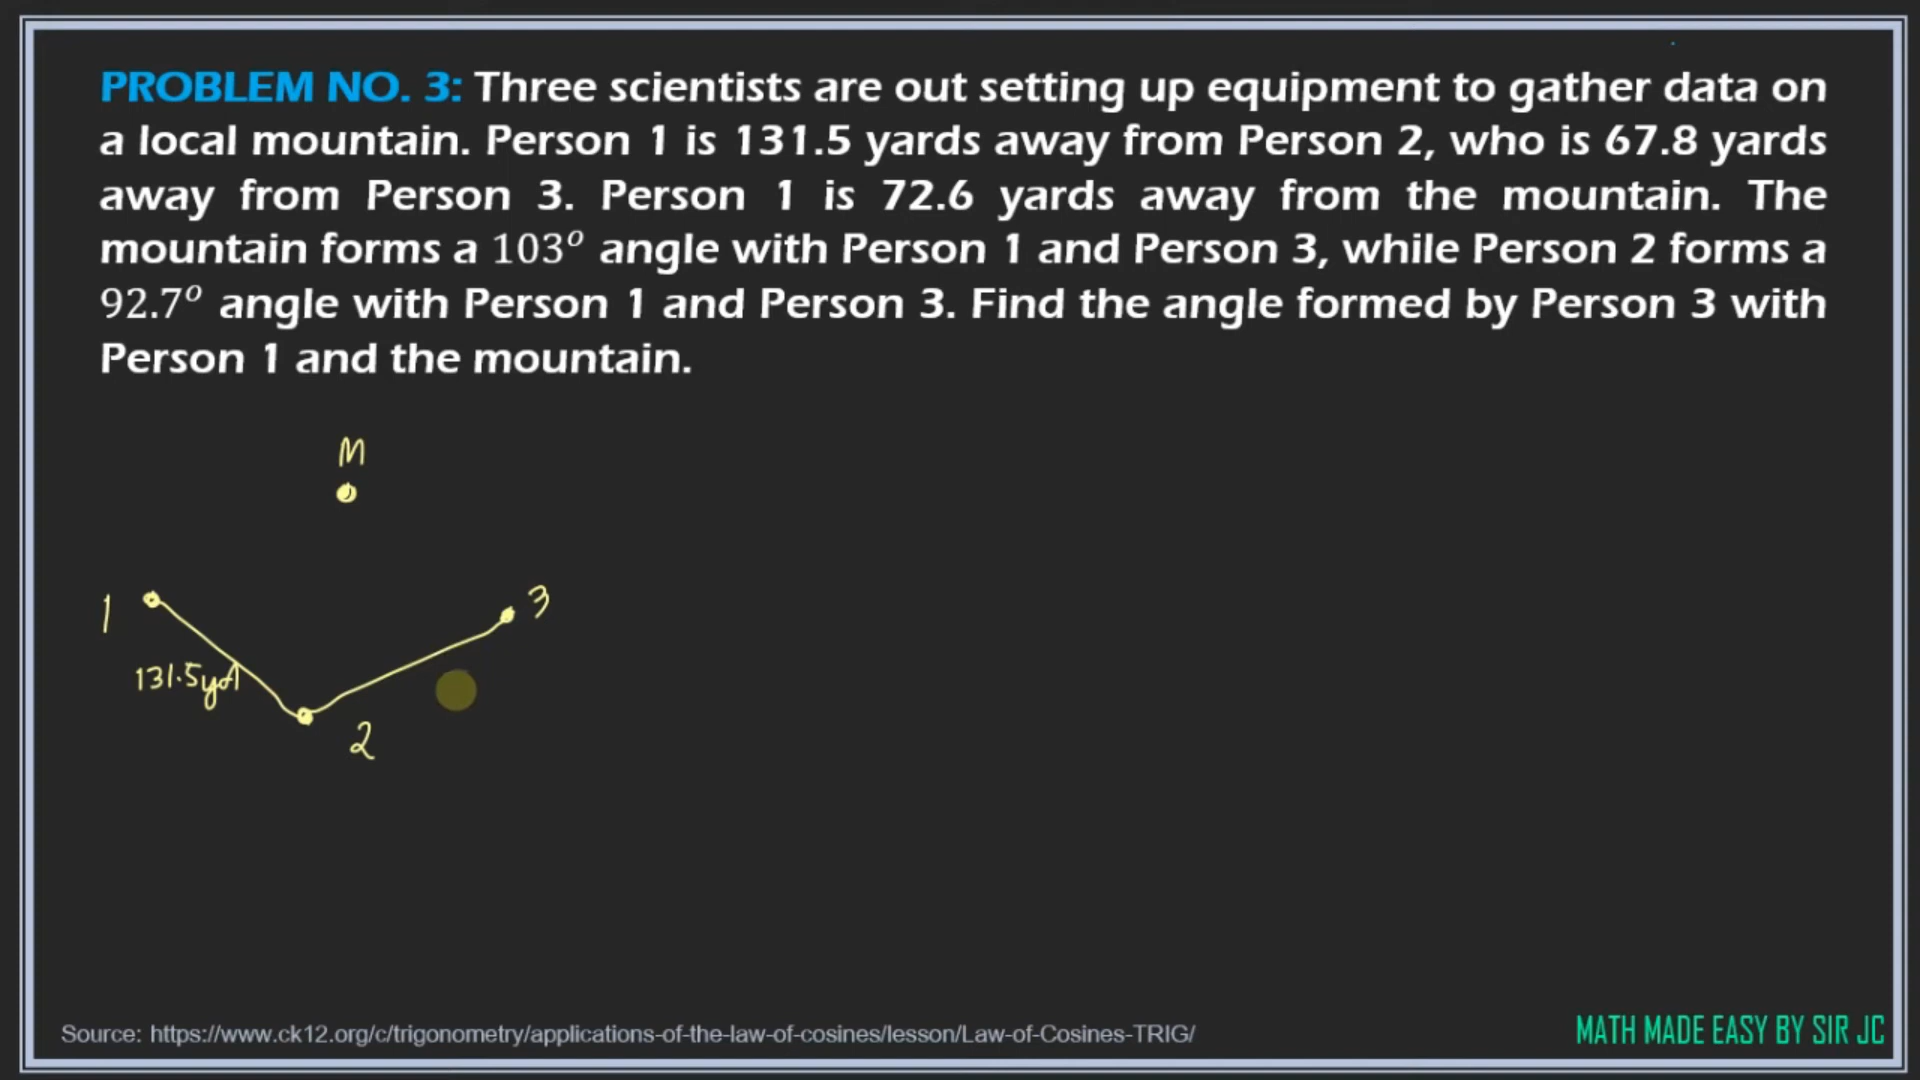 PROBLEM NO. 3: Three scientists are out setting up equipment to gather data on
a local mountain. Person 1 is 131.5 yards away from Person 2, who is 67.8 yards
away from Person 3. Person 1 is 72.6 yards away from the mountain. The
mountain forms a 103° angle with Person 1 and Person 3, while Person 2 forms a
92.7° angle with Person 1 and Person 3. Find the angle formed by Person 3 with
Person 1 and the mountain.
M
1
3
131.5yd
2
Source: https://www.ck12.org/c/trigonometry/applications-of-the-law-of-cosines/lesson/Law-of-Cosines-TRIG/
MATH MADE EASY BY SIR JC